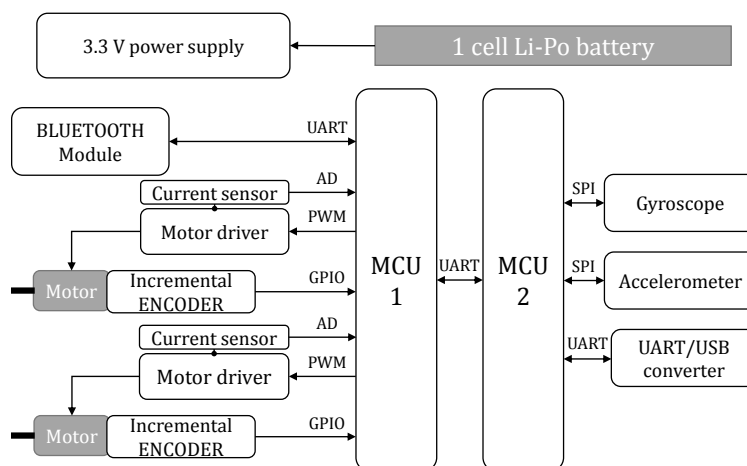 3.3 V power supply
1 cell Li-Po battery
BLUETOOTH
Module
UART
Current sensor
AD
Motor driver
PWM
Motor
Incremental
ENCODER
GPIO
Current sensor
AD
Motor driver
PWM
Motor
Incremental
ENCODER
GPIO
MCU
1
UART
MCU
2
SPI
Gyroscope
SPI
Accelerometer
UART
UART/USB
converter